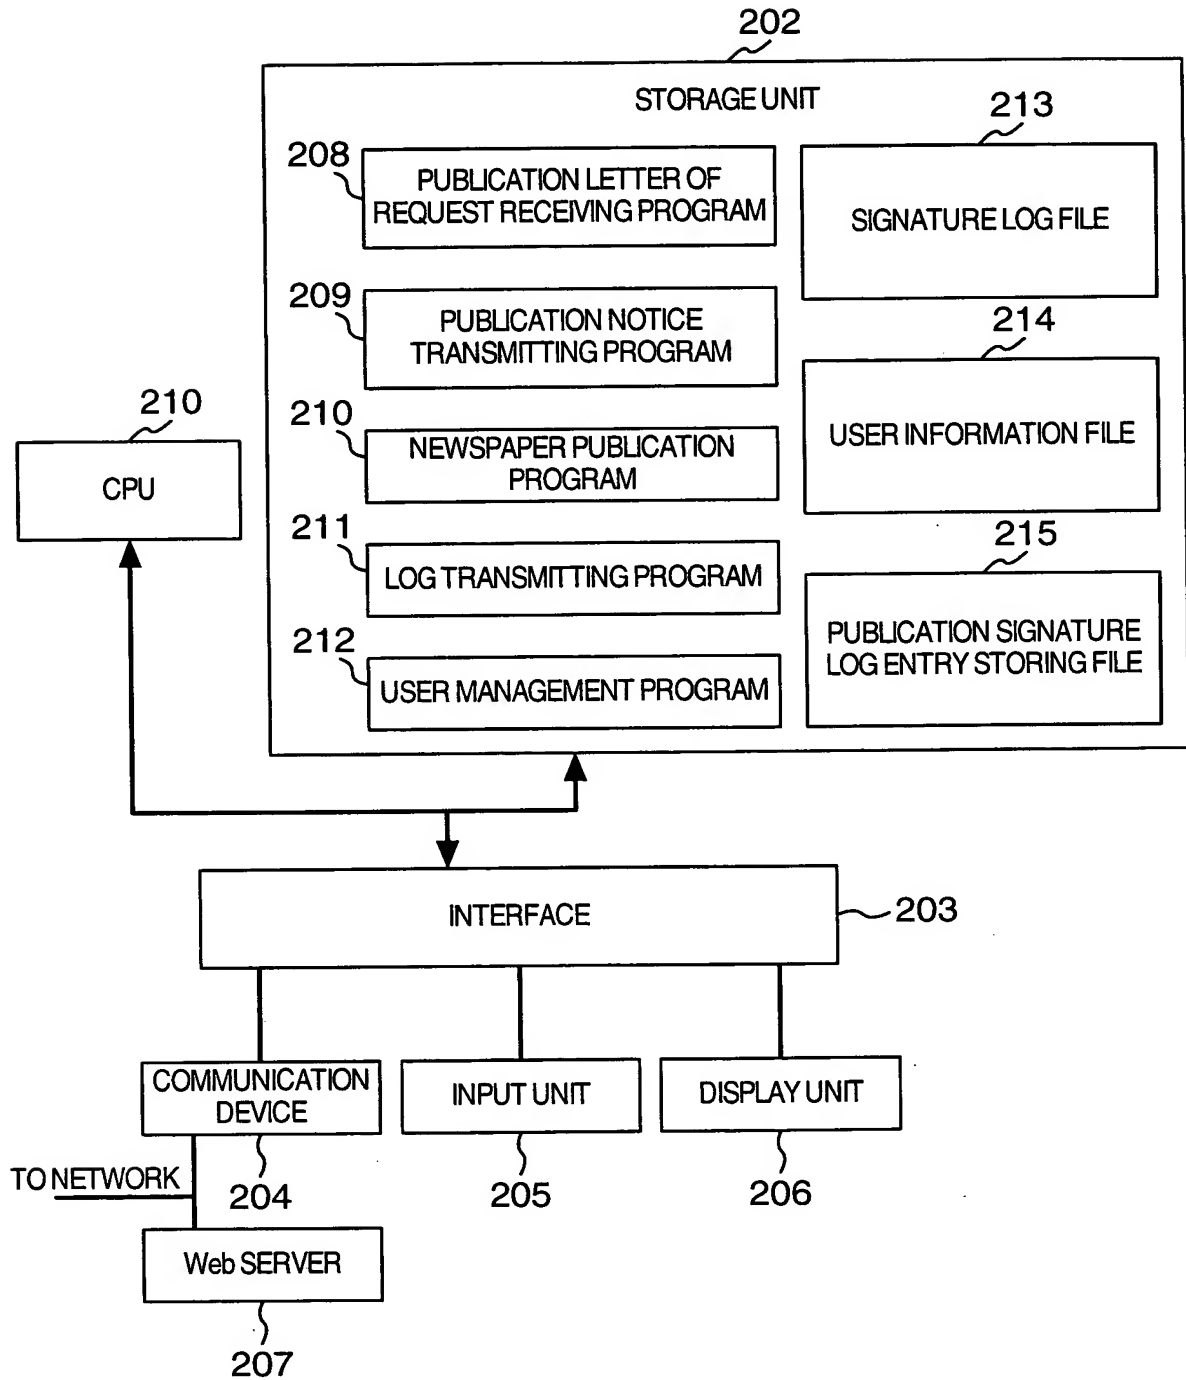 202
STORAGE UNIT
208
PUBLICATION LETTER OF
REQUEST RECEIVING PROGRAM
213
SIGNATURE LOG FILE
209
PUBLICATION NOTICE
TRANSMITTING PROGRAM
214
USER INFORMATION FILE
210
CPU
210
NEWSPAPER PUBLICATION
PROGRAM
211
LOG TRANSMITTING PROGRAM
215
PUBLICATION SIGNATURE
LOG ENTRY STORING FILE
212
USER MANAGEMENT PROGRAM
INTERFACE
203
COMMUNICATION
DEVICE
204
INPUT UNIT
205
DISPLAY UNIT
206
TO NETWORK
Web SERVER
207